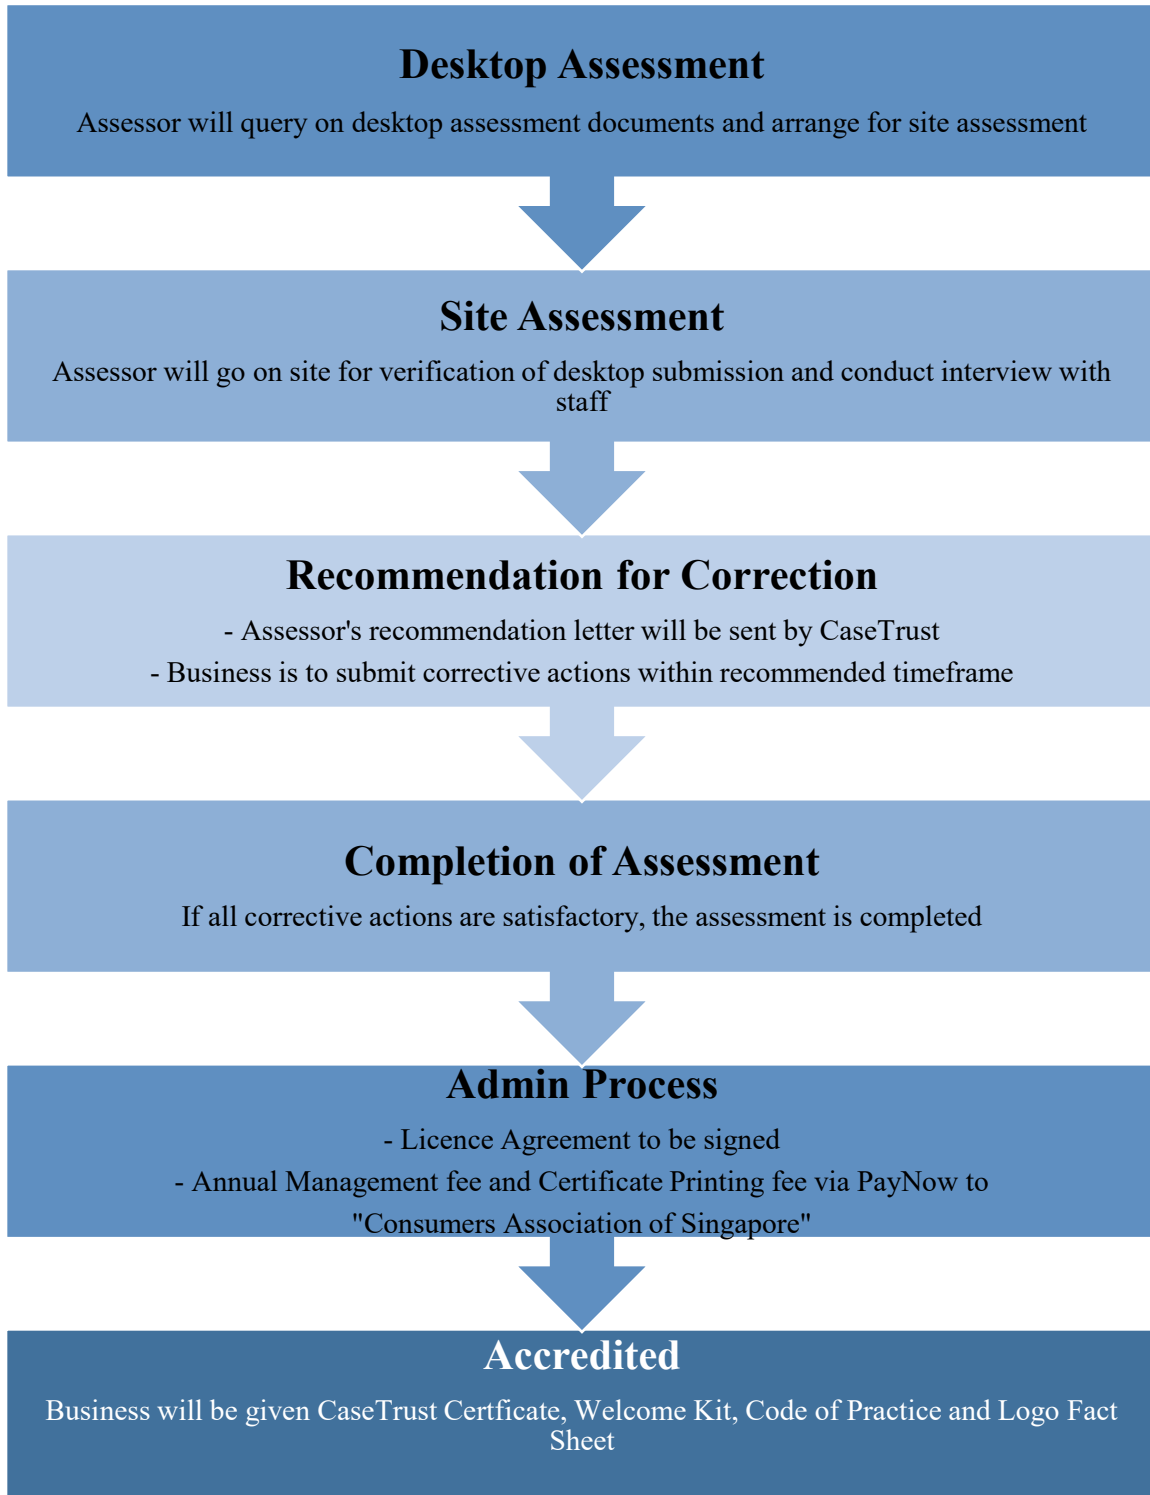 Desktop Assessment
Assessor will query on desktop assessment documents and arrange for site assessment
Site Assessment
Assessor will go on site for verification of desktop submission and conduct interview with
staff
Recommendation for Correction
- Assessor's recommendation letter will be sent by CaseTrust
- Business is to submit corrective actions within recommended timeframe
Completion of Assessment
If all corrective actions are satisfactory, the assessment is completed
Admin Process
- Licence Agreement to be signed
- Annual Management fee and Certificate Printing fee via PayNow to
"Consumers Association of Singapore"
Accredited
Business will be given CaseTrust Certficate, Welcome Kit, Code of Practice and Logo Fact
Sheet